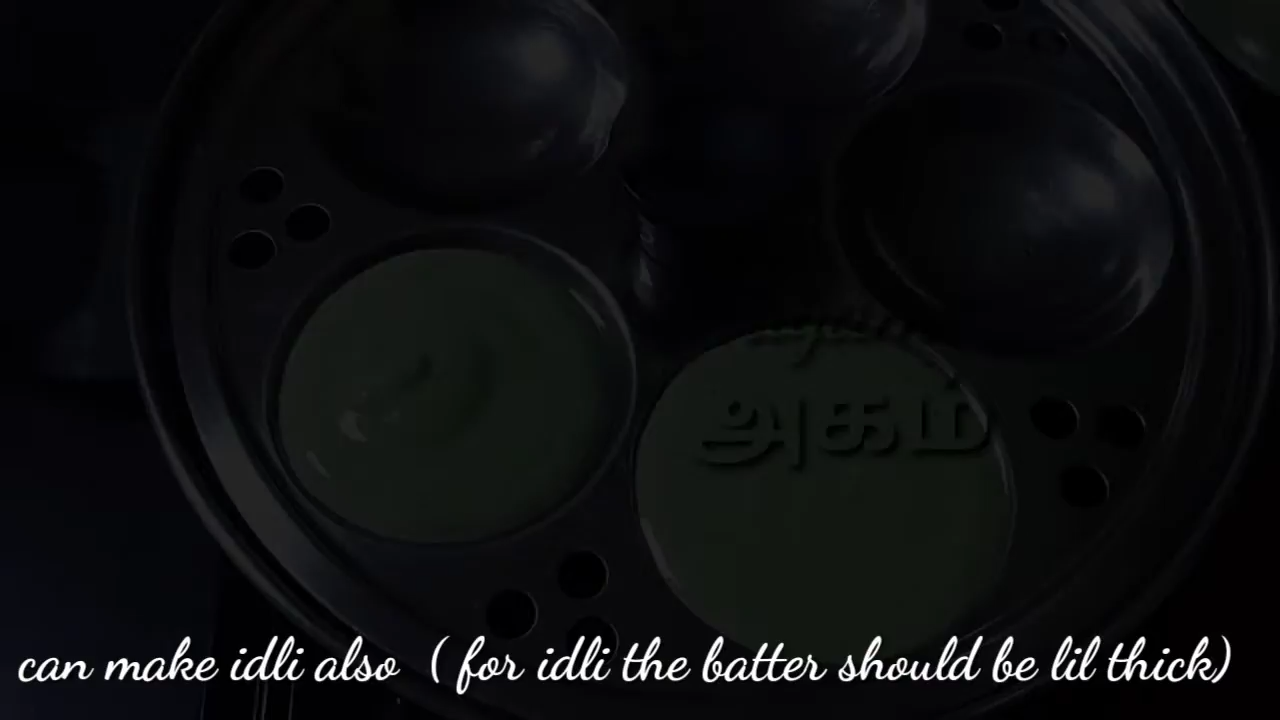 அகம்
can make idli also ( for idli the batter should be lil thick)